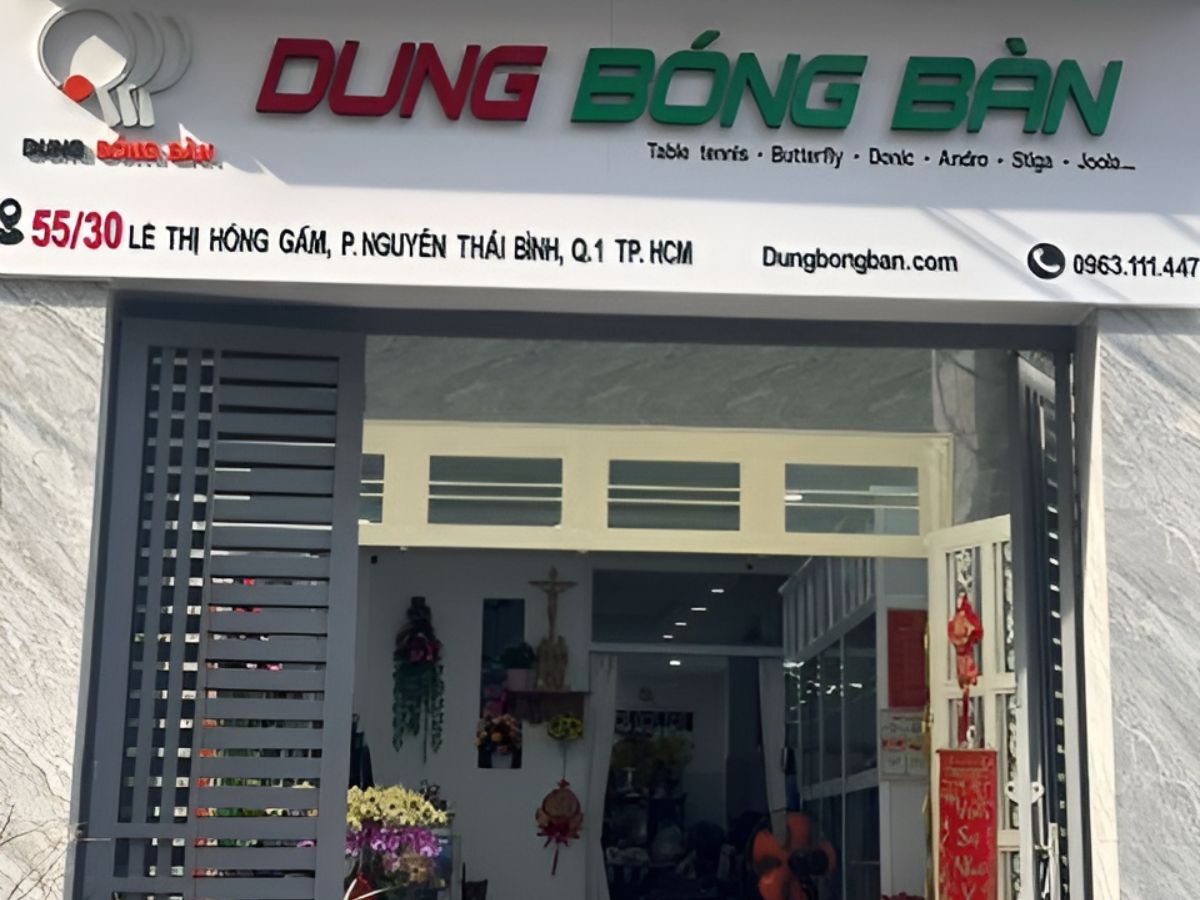 DUNG BÓNG BÀN
DUNG BÓNG BÀN
Table tennis · Butterfly · Donic · Andro · Stiga · Joola...
55/30 LÊ THỊ HỒNG GẤM, P. NGUYỄN THÁI BÌNH, Q.1 TP. HCM
Dungbongban.com
0963.111.447